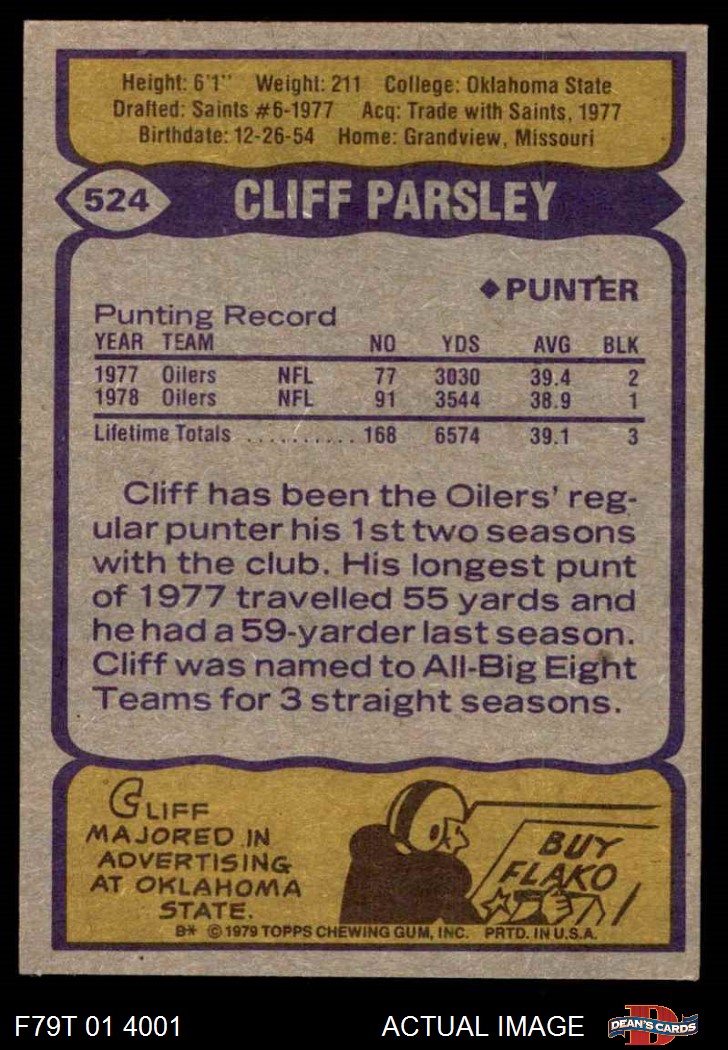 Height: 6'1" Weight: 211 College: Oklahoma State
Drafted: Saints #6-1977 Acq: Trade with Saints, 1977
Birthdate: 12-26-54 Home: Grandview, Missouri
524 CLIFF PARSLEY
◆PUNTER
Punting Record
YEAR TEAM NO YDS AVG BLK
1977 Oilers NFL 77 3030 39.4 2
1978 Oilers NFL 91 3544 38.9 1
Lifetime Totals .......... 168 6574 39.1 3
Cliff has been the Oilers' reg-
ular punter his 1st two seasons
with the club. His longest punt
of 1977 travelled 55 yards and
he had a 59-yarder last season.
Cliff was named to All-Big Eight
Teams for 3 straight seasons.
CLIFF
MAJORED IN
ADVERTISING
AT OKLAHOMA
STATE.
BUY
FLAKO
B* © 1979 TOPPS CHEWING GUM, INC. PRTD. IN U.S.A.
F79T 01 4001 ACTUAL IMAGE D DEAN'S CARDS